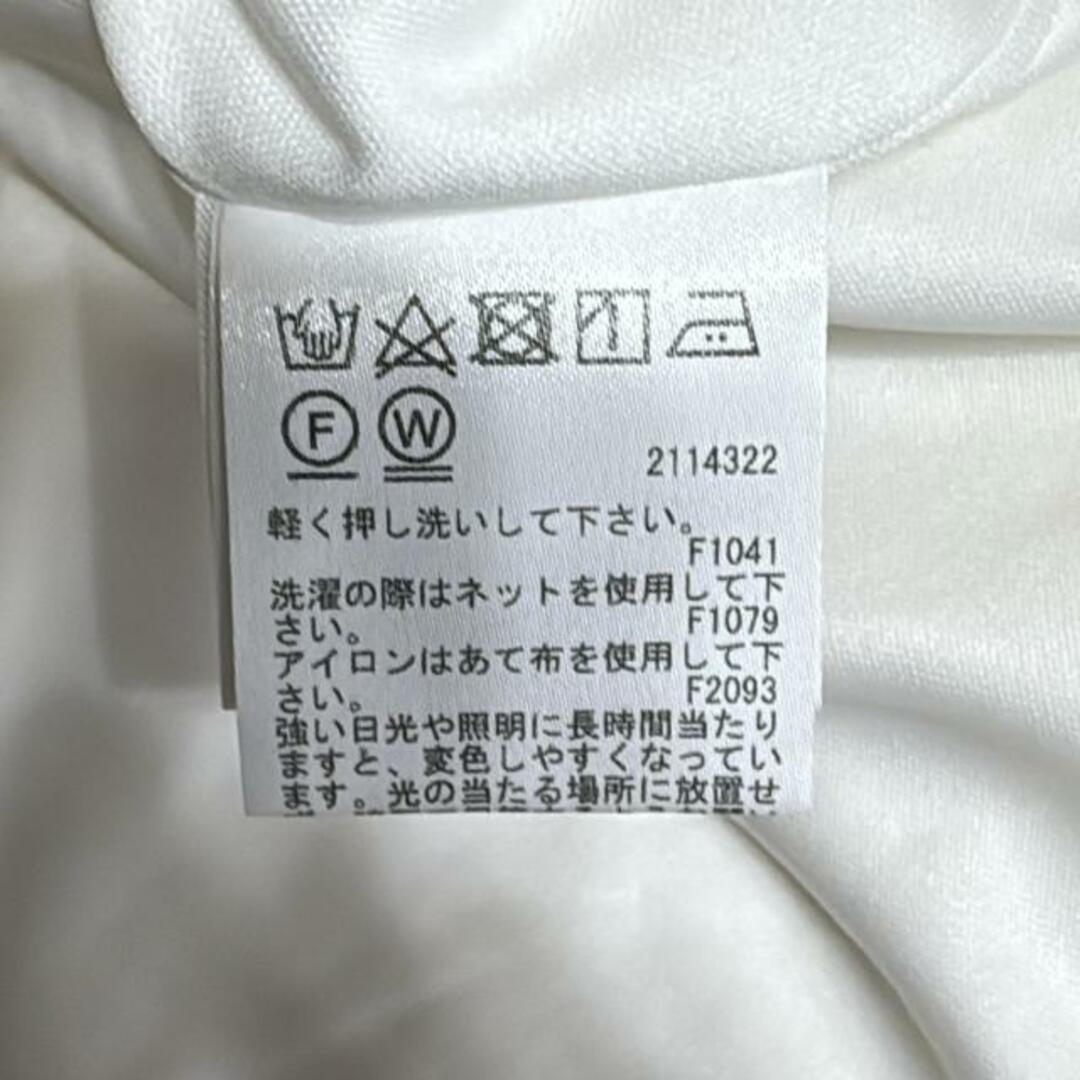 F W
2114322
軽く押し洗いして下さい。
F1041
洗濯の際はネットを使用して下
さい。 F1079
アイロンはあて布を使用して下
さい。 F2093
強い日光や照明に長時間当たり
ますと、変色しやすくなってい
ます。光の当たる場所に放置せ